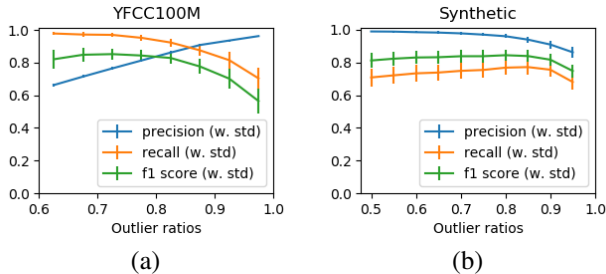 YFCC100M
1.0
0.8
0.6
0.4
0.2
0.0
precision (w. std)
recall (w. std)
f1 score (w. std)
0.6 0.7 0.8 0.9 1.0
Outlier ratios
(a)
Synthetic
1.0
0.8
0.6
0.4
0.2
0.0
precision (w. std)
recall (w. std)
f1 score (w. std)
0.5 0.6 0.7 0.8 0.9 1.0
Outlier ratios
(b)